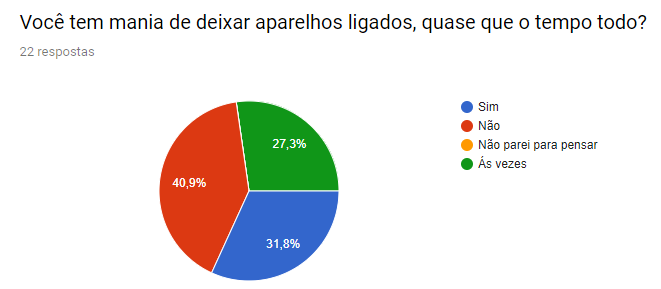 Você tem mania de deixar aparelhos ligados, quase que o tempo todo?
22 respostas
Sim
Não
Não parei para pensar
Ás vezes
27,3%
40,9%
31,8%